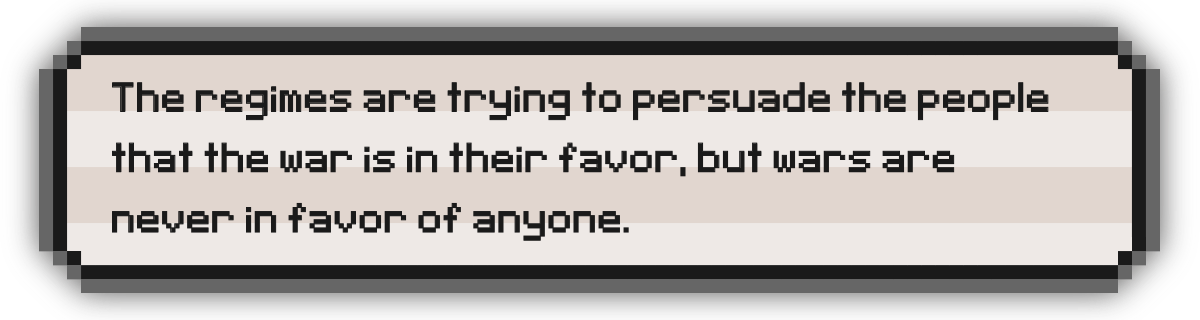 The regimes are trying to persuade the people
that the war is in their favor, but wars are
never in favor of anyone.